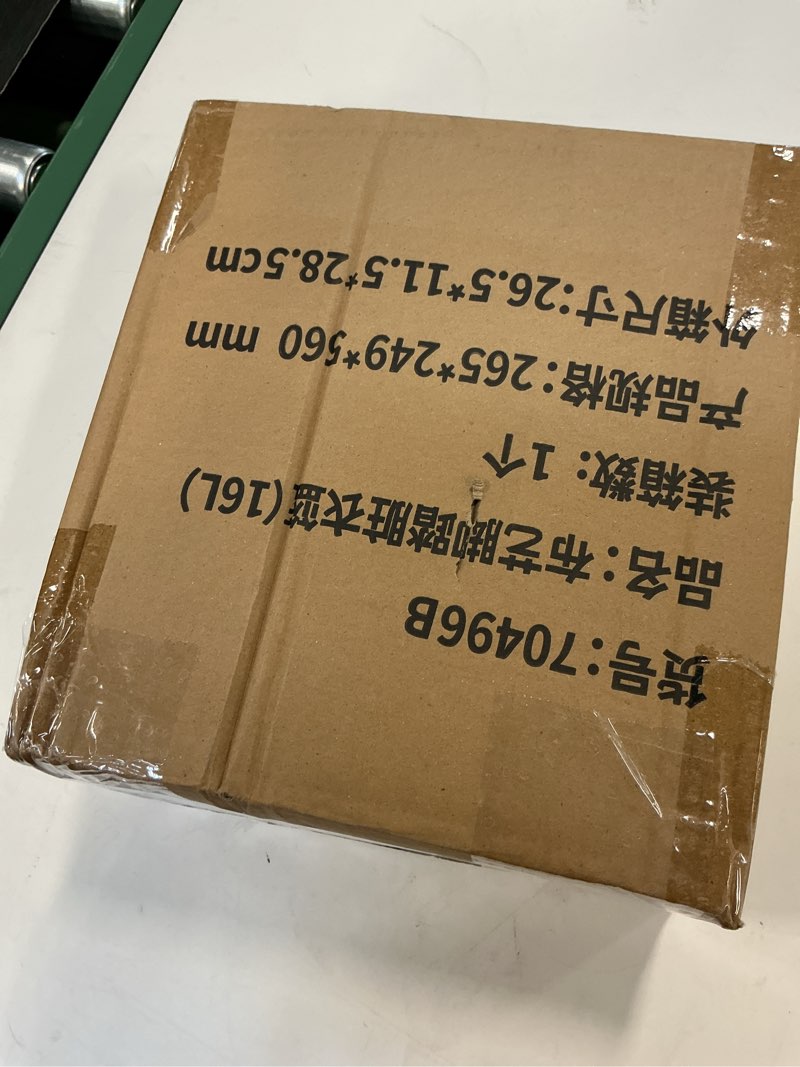 货号:70496B
品名:布艺脚踏脏衣篮(16L)
装箱数:1个
产品规格:265*249*560 mm
外箱尺寸:26.5*11.5*28.5cm